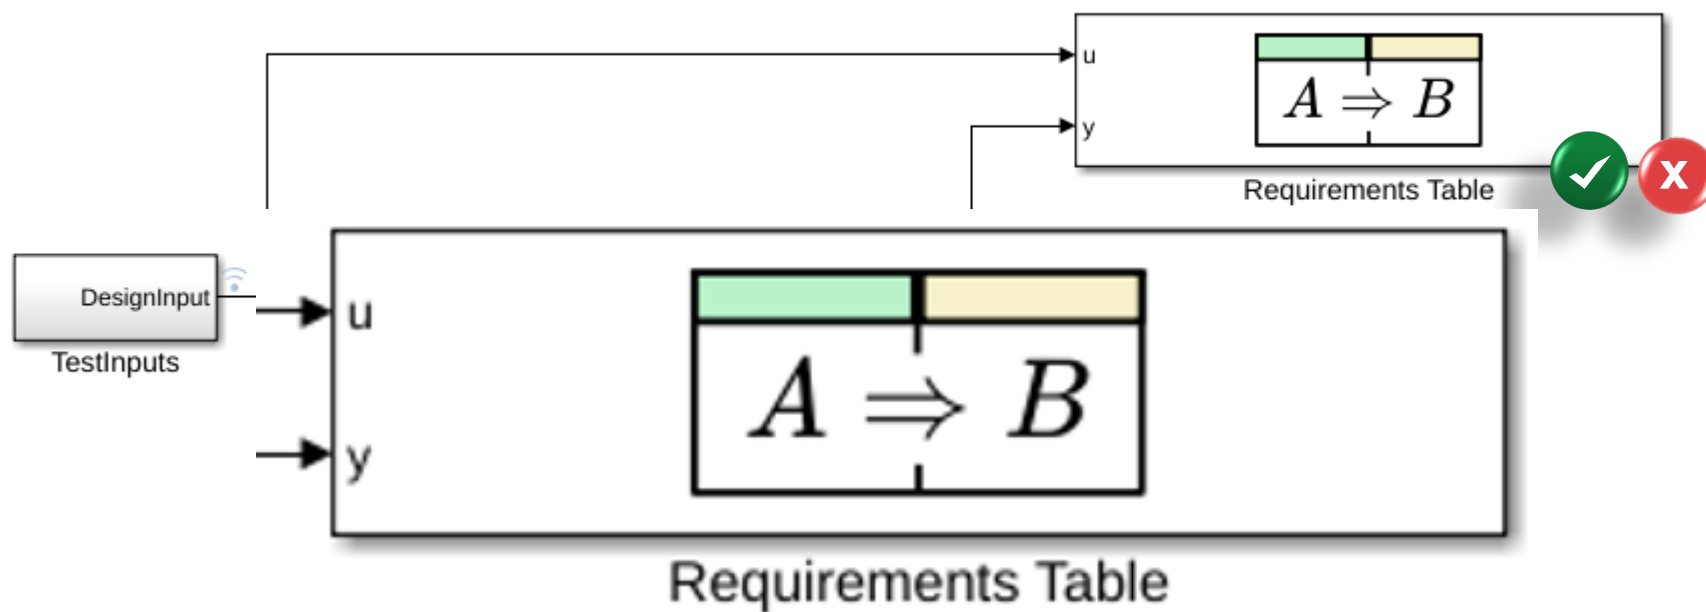 u
A ⇒ B
y
Requirements Table
DesignInput
TestInputs
u
A ⇒ B
y
Requirements Table